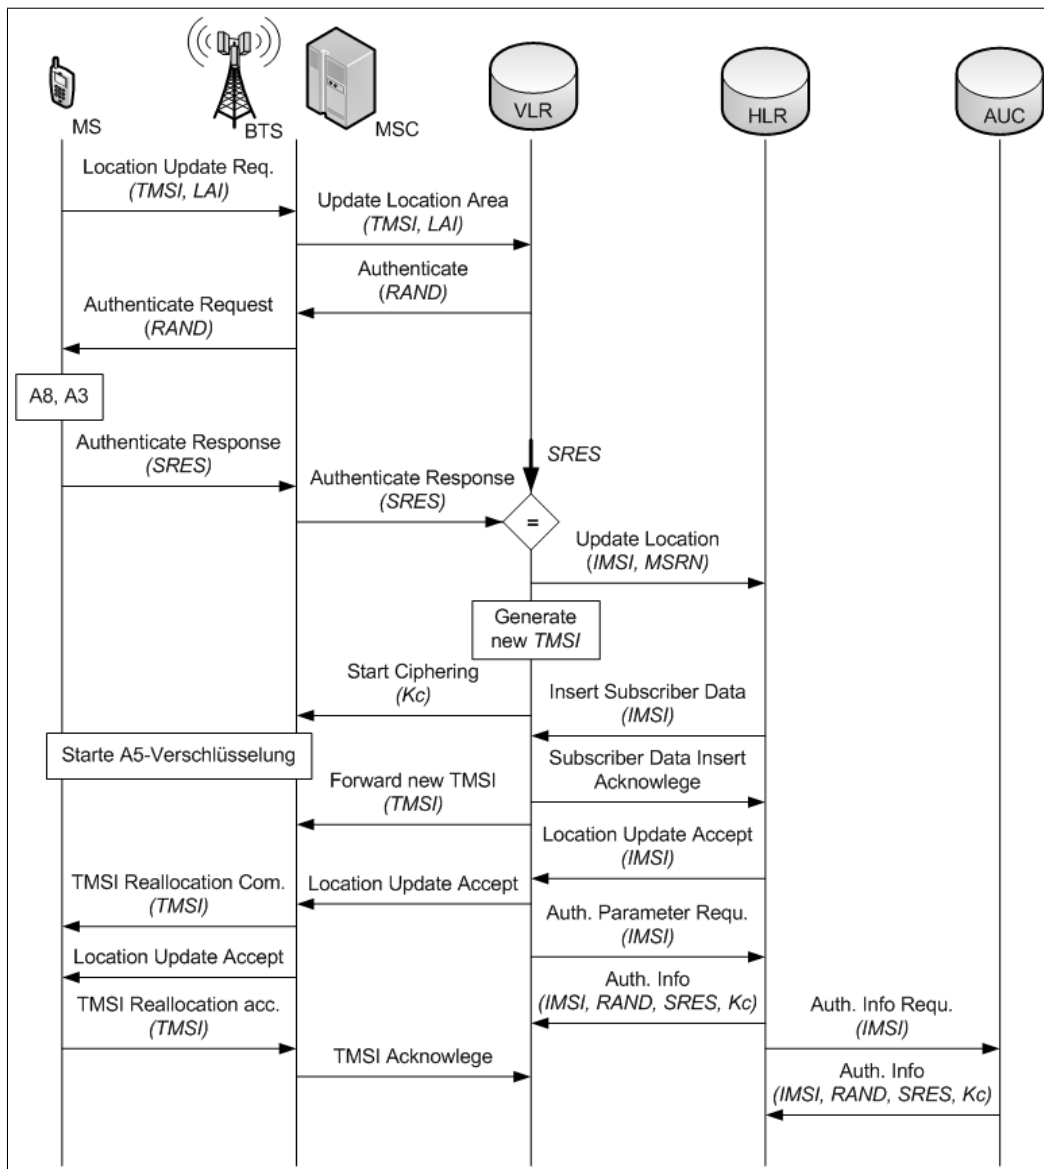 MS
BTS
MSC
VLR
HLR
AUC
Location Update Req.
(TMSI, LAI)
Update Location Area
(TMSI, LAI)
Authenticate
(RAND)
Authenticate Request
(RAND)
A8, A3
Authenticate Response
(SRES)
SRES
Authenticate Response
(SRES)
=
Update Location
(IMSI, MSRN)
Generate
new TMSI
Start Ciphering
(Kc)
Insert Subscriber Data
(IMSI)
Starte A5-Verschlüsselung
Subscriber Data Insert
Acknowlege
Forward new TMSI
(TMSI)
Location Update Accept
(IMSI)
TMSI Reallocation Com.
(TMSI)
Location Update Accept
Auth. Parameter Requ.
(IMSI)
Location Update Accept
Auth. Info
(IMSI, RAND, SRES, Kc)
TMSI Reallocation acc.
(TMSI)
Auth. Info Requ.
(IMSI)
TMSI Acknowlege
Auth. Info
(IMSI, RAND, SRES, Kc)